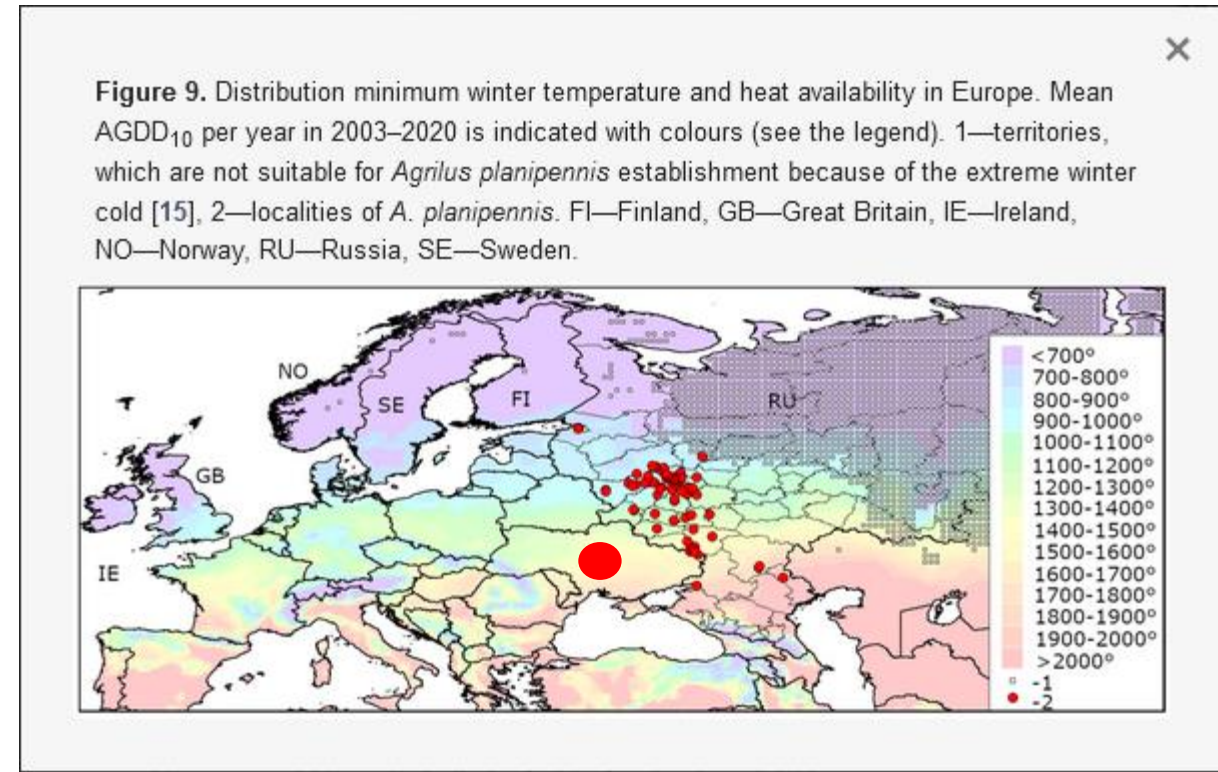 ×
Figure 9. Distribution minimum winter temperature and heat availability in Europe. Mean
AGDD10 per year in 2003–2020 is indicated with colours (see the legend). 1—territories,
which are not suitable for Agrilus planipennis establishment because of the extreme winter
cold [15], 2—localities of A. planipennis. FI—Finland, GB—Great Britain, IE—Ireland,
NO—Norway, RU—Russia, SE—Sweden.
NO
SE
FI
RU
GB
IE
<700°
700-800°
800-900°
900-1000°
1000-1100°
1100-1200°
1200-1300°
1300-1400°
1400-1500°
1500-1600°
1600-1700°
1700-1800°
1800-1900°
1900-2000°
>2000°
-1
-2